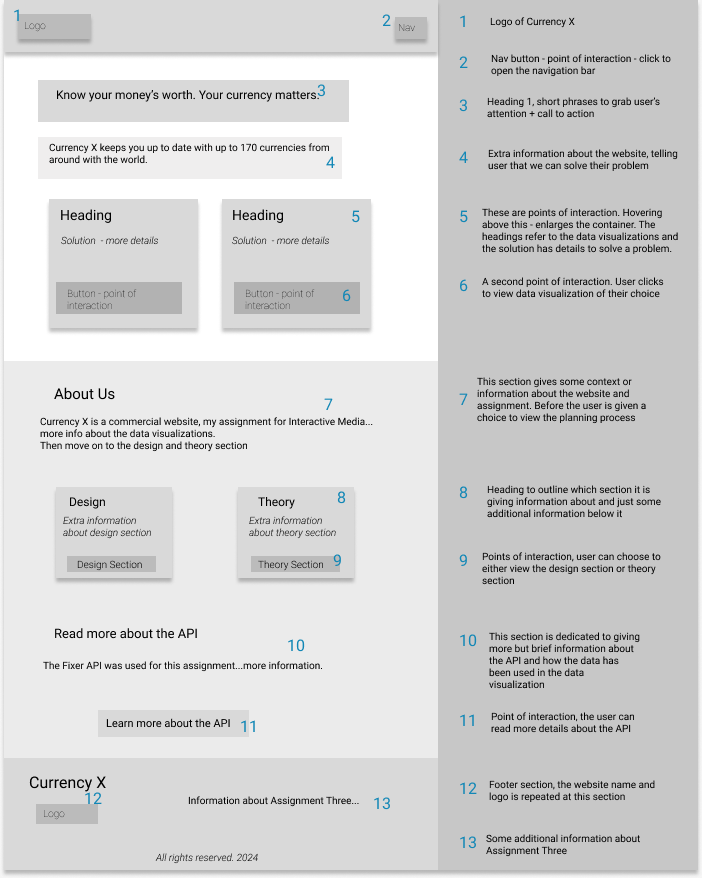 1
Logo
2
Nav
Know your money's worth. Your currency matters.
3
Currency X keeps you up to date with up to 170 currencies from
around with the world.
4
Heading
Solution - more details
Button - point of
interaction
Heading
5
Solution - more details
Button - point of
interaction
6
About Us
7
Currency X is a commercial website, my assignment for Interactive Media...
more info about the data visualizations.
Then move on to the design and theory section
Design
Extra information
about design section
Design Section
Theory
8
Extra information
about theory section
Theory Section
9
Read more about the API
10
The Fixer API was used for this assignment...more information.
Learn more about the API
11
Currency X
12
Logo
Information about Assignment Three...
13
All rights reserved. 2024
1
Logo of Currency X
2
Nav button - point of interaction - click to
open the navigation bar
3
Heading 1, short phrases to grab user's
attention + call to action
4
Extra information about the website, telling
user that we can solve their problem
5
These are points of interaction. Hovering
above this - enlarges the container. The
headings refer to the data visualizations and
the solution has details to solve a problem.
6
A second point of interaction. User clicks
to view data visualization of their choice
7
This section gives some context or
information about the website and
assignment. Before the user is given a
choice to view the planning process
8
Heading to outline which section it is
giving information about and just some
additional information below it
9
Points of interaction, user can choose to
either view the design section or theory
section
10
This section is dedicated to giving
more but brief information about
the API and how the data has
been used in the data
visualization
11
Point of interaction, the user can
read more details about the API
12
Footer section, the website name and
logo is repeated at this section
13
Some additional information about
Assignment Three